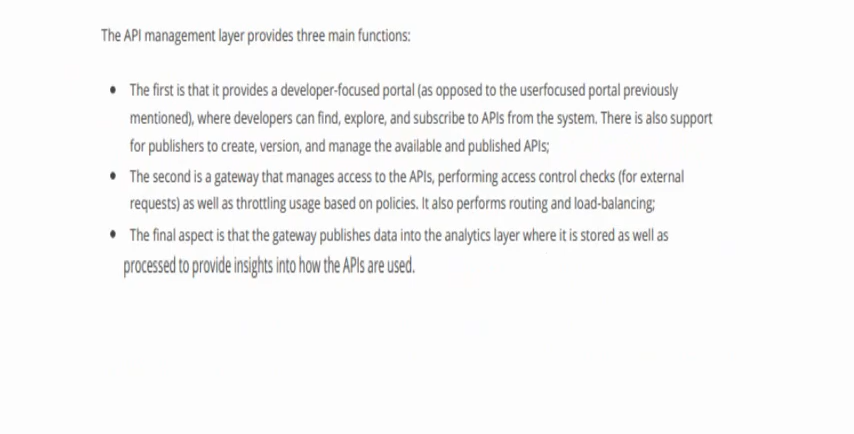 The API management layer provides three main functions:
• The first is that it provides a developer-focused portal (as opposed to the userfocused portal previously
mentioned), where developers can find, explore, and subscribe to APIs from the system. There is also support
for publishers to create, version, and manage the available and published APIs;
• The second is a gateway that manages access to the APIs, performing access control checks (for external
requests) as well as throttling usage based on policies. It also performs routing and load-balancing;
• The final aspect is that the gateway publishes data into the analytics layer where it is stored as well as
processed to provide insights into how the APIs are used.